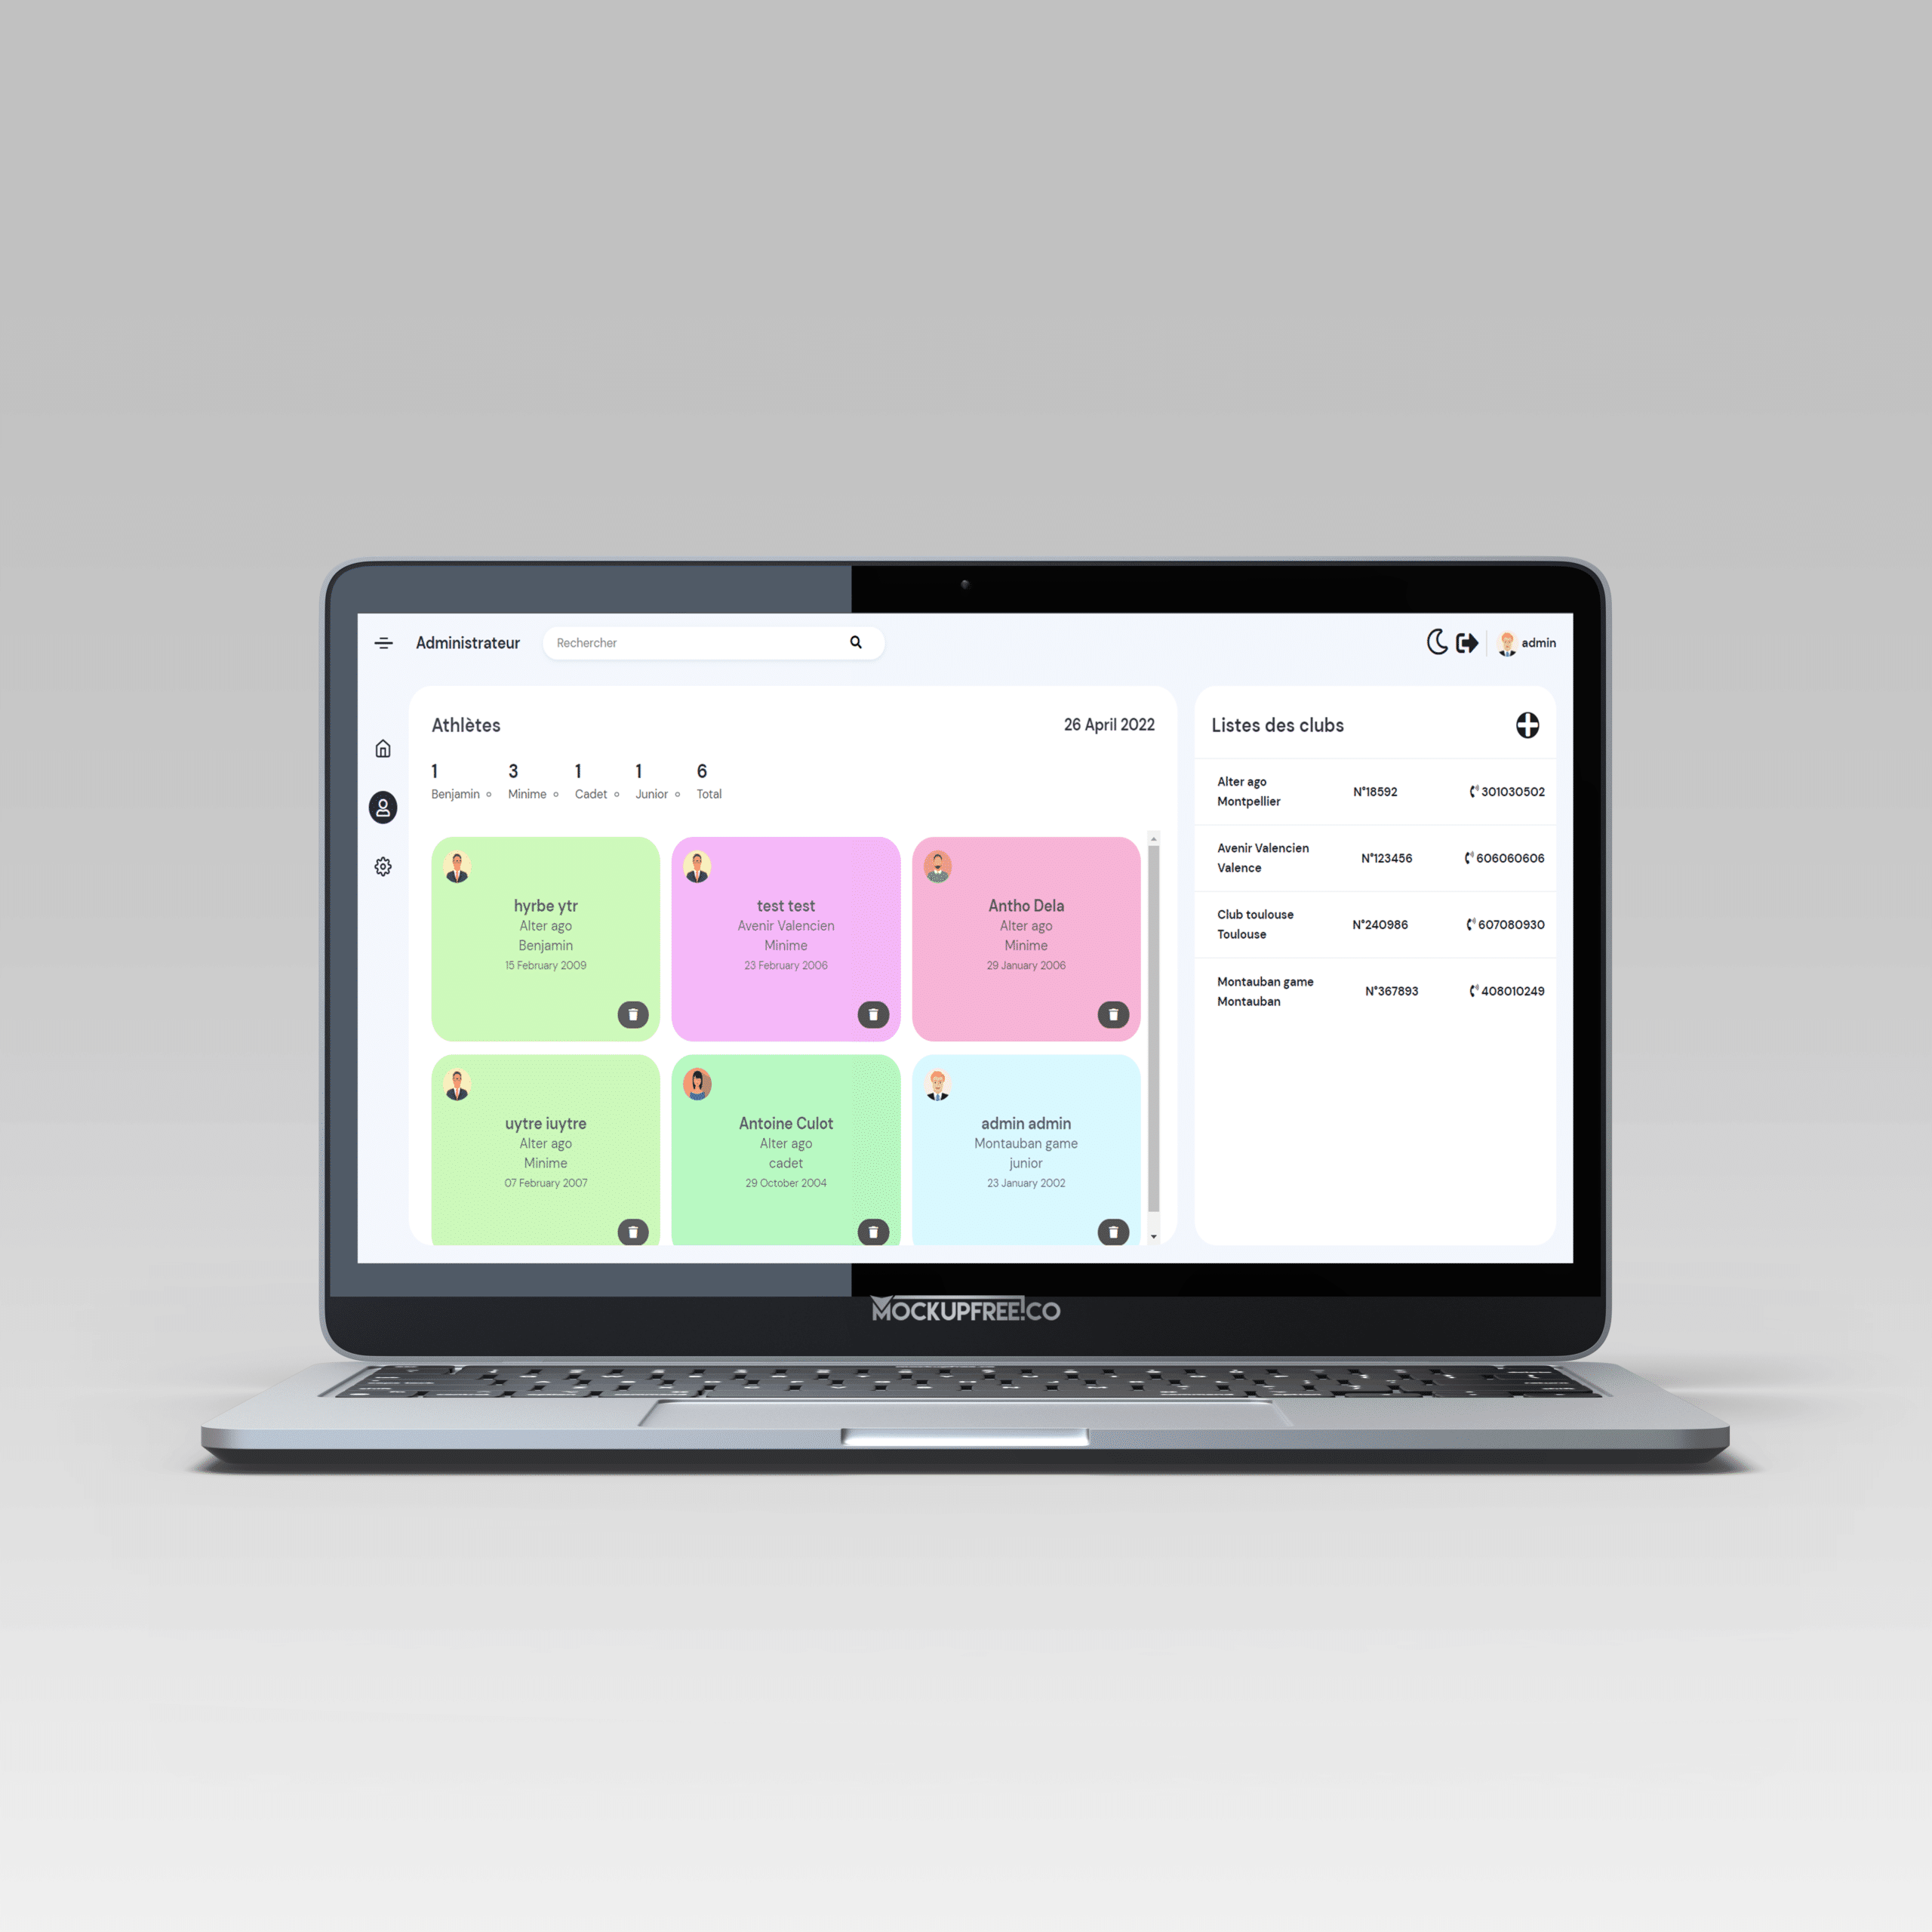 Administrateur
Rechercher
admin
Athlètes
26 April 2022
1
3
1
1
6
Benjamin
Minime
Cadet
Junior
Total
hyrbe ytr
Alter ago
Benjamin
15 February 2009
test test
Avenir Valencien
Minime
23 February 2006
Antho Dela
Alter ago
Minime
29 January 2006
uytre iuytre
Alter ago
Minime
07 February 2007
Antoine Culot
Alter ago
cadet
29 October 2004
admin admin
Montauban game
junior
23 January 2002
Listes des clubs
Alter ago
Montpellier
N°18592
301030502
Avenir Valencien
Valence
N°123456
606060606
Club toulouse
Toulouse
N°240986
607080930
Montauban game
Montauban
N°367893
408010249
MOCKUPFREE.CO